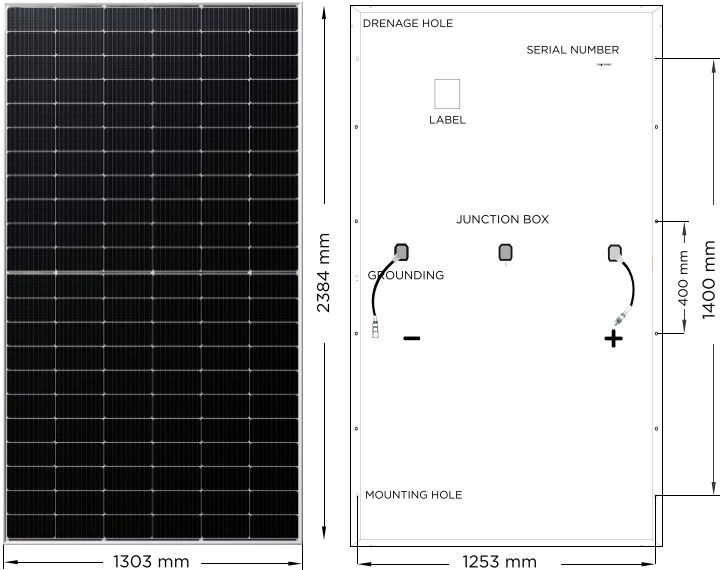 DRENAGE HOLE
SERIAL NUMBER
LABEL
JUNCTION BOX
GROUNDING
2384 mm
400 mm
1400 mm
−
+
MOUNTING HOLE
1303 mm
1253 mm